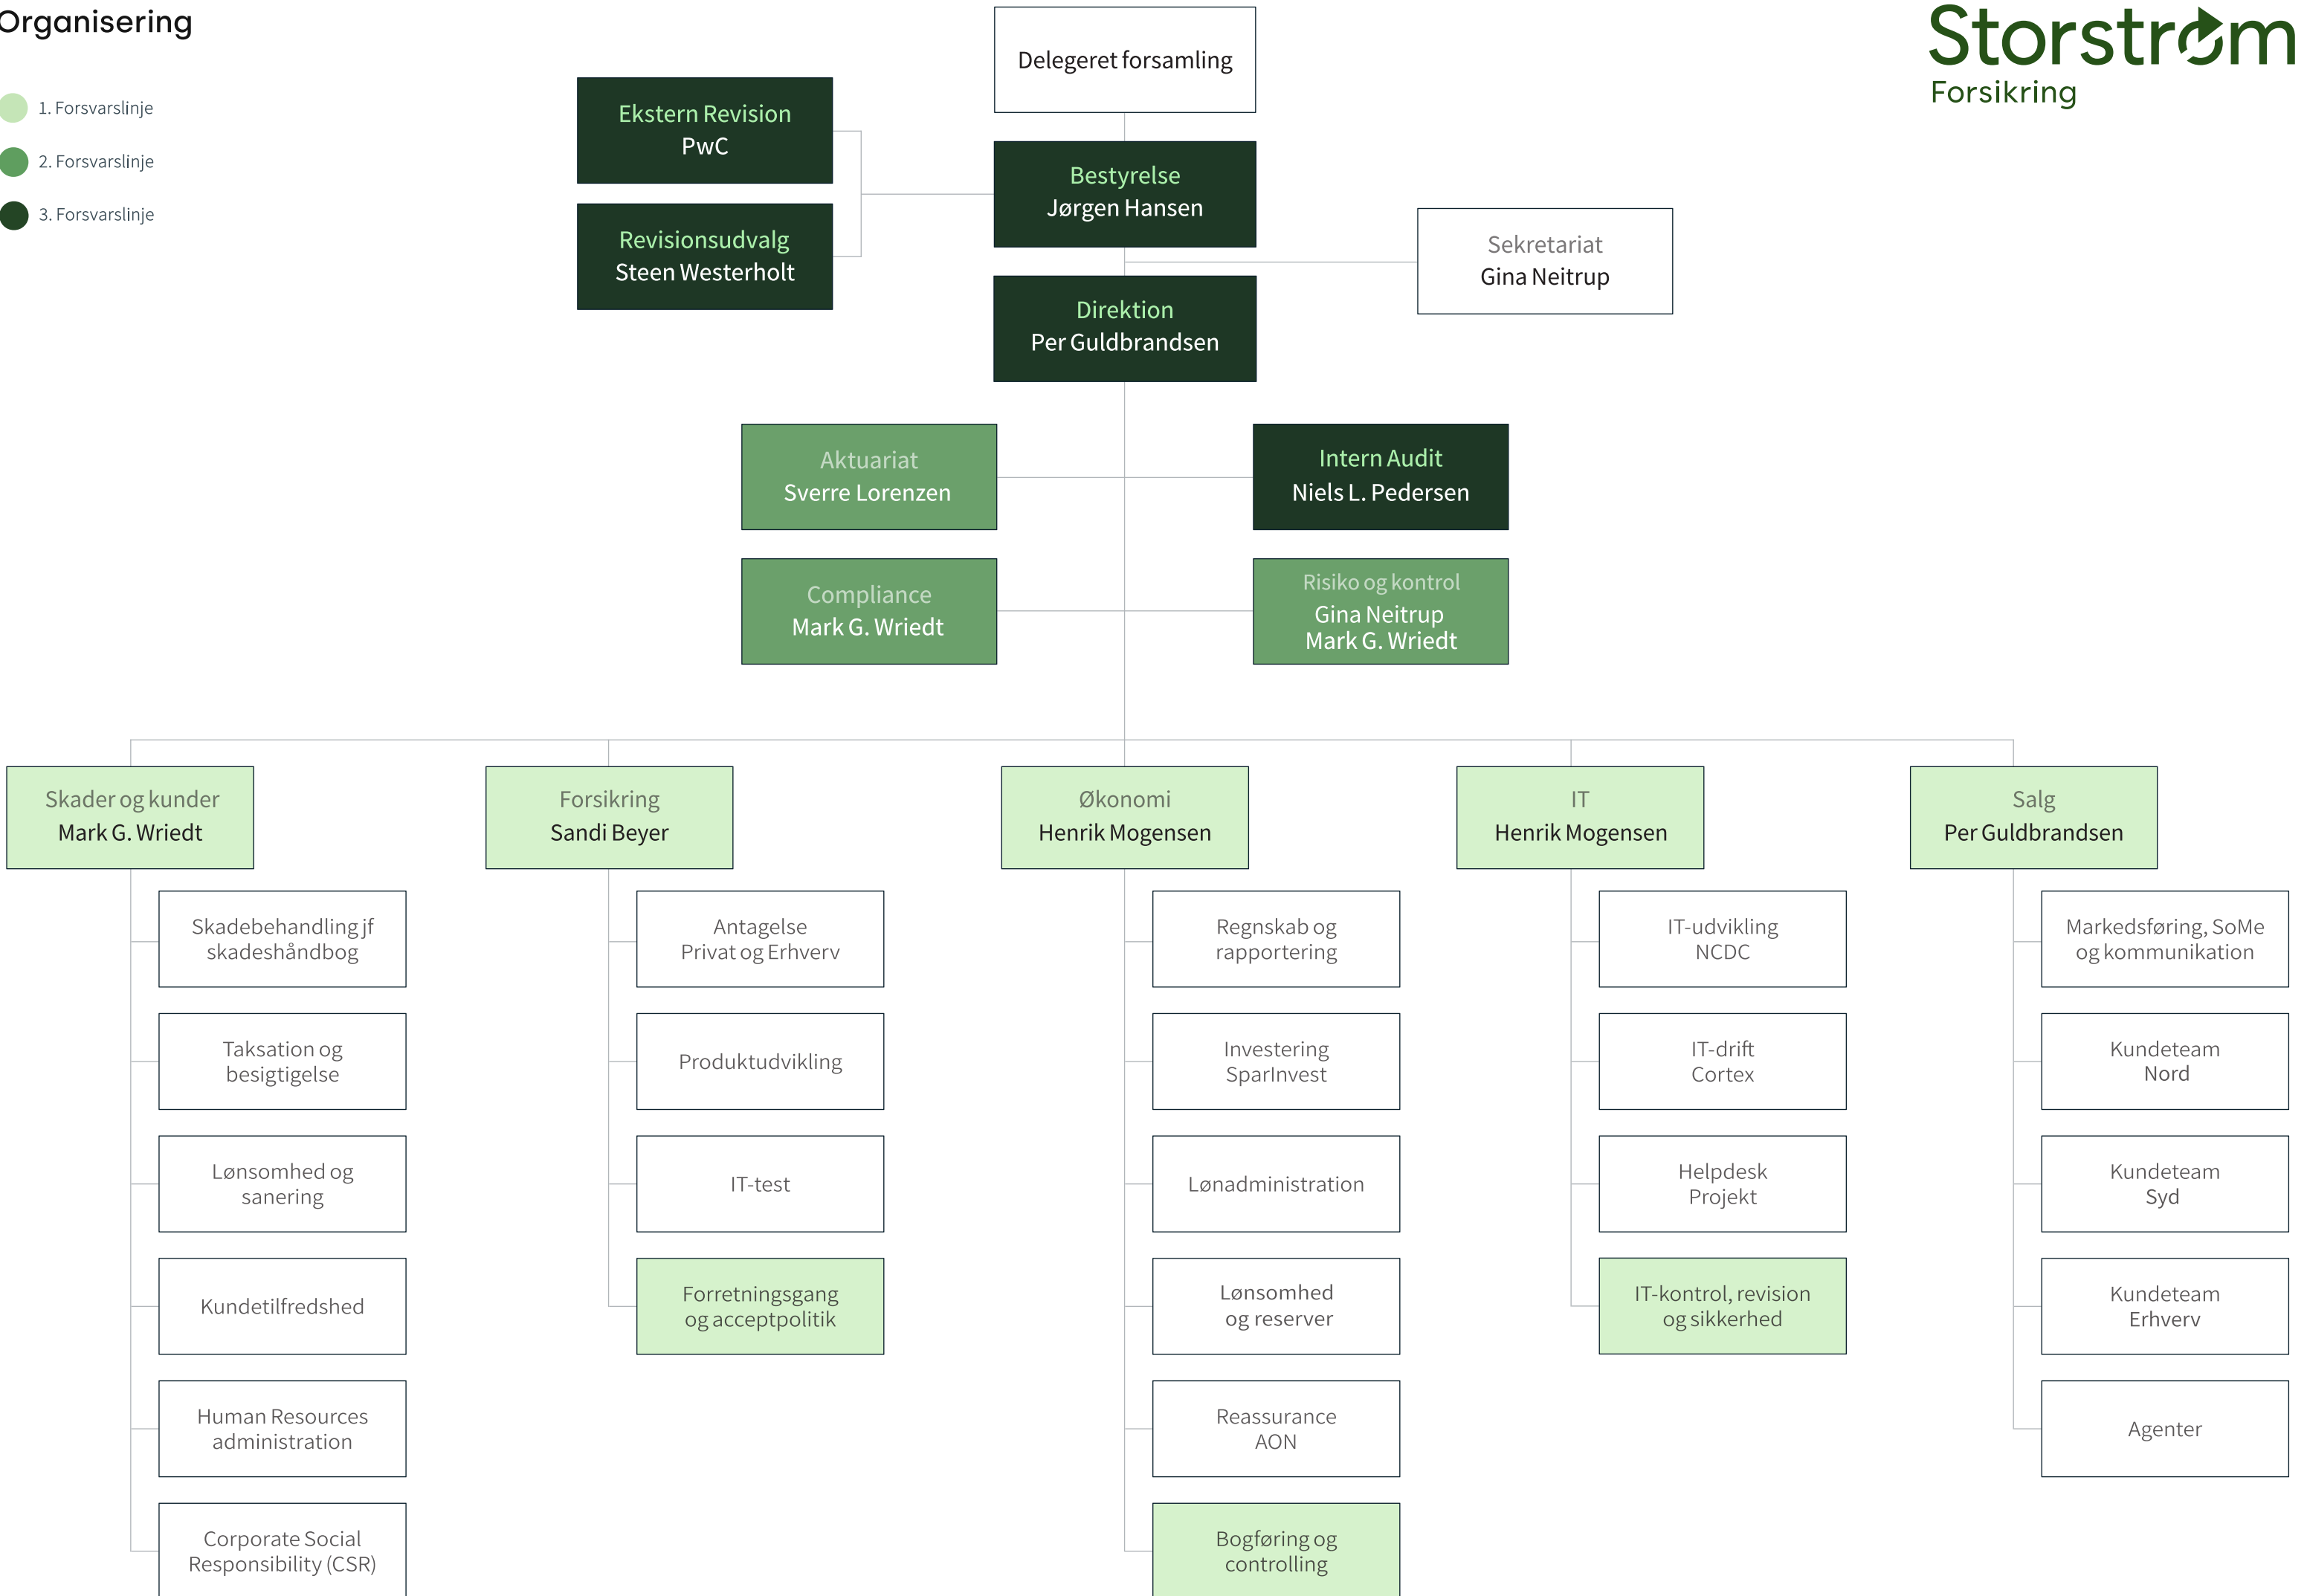 Organisering
1. Forsvarslinje
2. Forsvarslinje
3. Forsvarslinje
Storstrøm
Forsikring
Delegeret forsamling
Ekstern Revision
PwC
Bestyrelse
Jørgen Hansen
Revisionsudvalg
Steen Westerholt
Sekretariat
Gina Neitrup
Direktion
Per Guldbrandsen
Aktuariat
Sverre Lorenzen
Intern Audit
Niels L. Pedersen
Compliance
Mark G. Wriedt
Risiko og kontrol
Gina Neitrup
Mark G. Wriedt
Skader og kunder
Mark G. Wriedt
Skadebehandling jf
skadeshåndbog
Taksation og
besigtigelse
Lønsomhed og
sanering
Kundetilfredshed
Human Resources
administration
Corporate Social
Responsibility (CSR)
Forsikring
Sandi Beyer
Antagelse
Privat og Erhverv
Produktudvikling
IT-test
Forretningsgang
og acceptpolitik
Økonomi
Henrik Mogensen
Regnskab og
rapportering
Investering
SparInvest
Lønadministration
Lønsomhed
og reserver
Reassurance
AON
Bogføring og
controlling
IT
Henrik Mogensen
IT-udvikling
NCDC
IT-drift
Cortex
Helpdesk
Projekt
IT-kontrol, revision
og sikkerhed
Salg
Per Guldbrandsen
Markedsføring, SoMe
og kommunikation
Kundeteam
Nord
Kundeteam
Syd
Kundeteam
Erhverv
Agenter